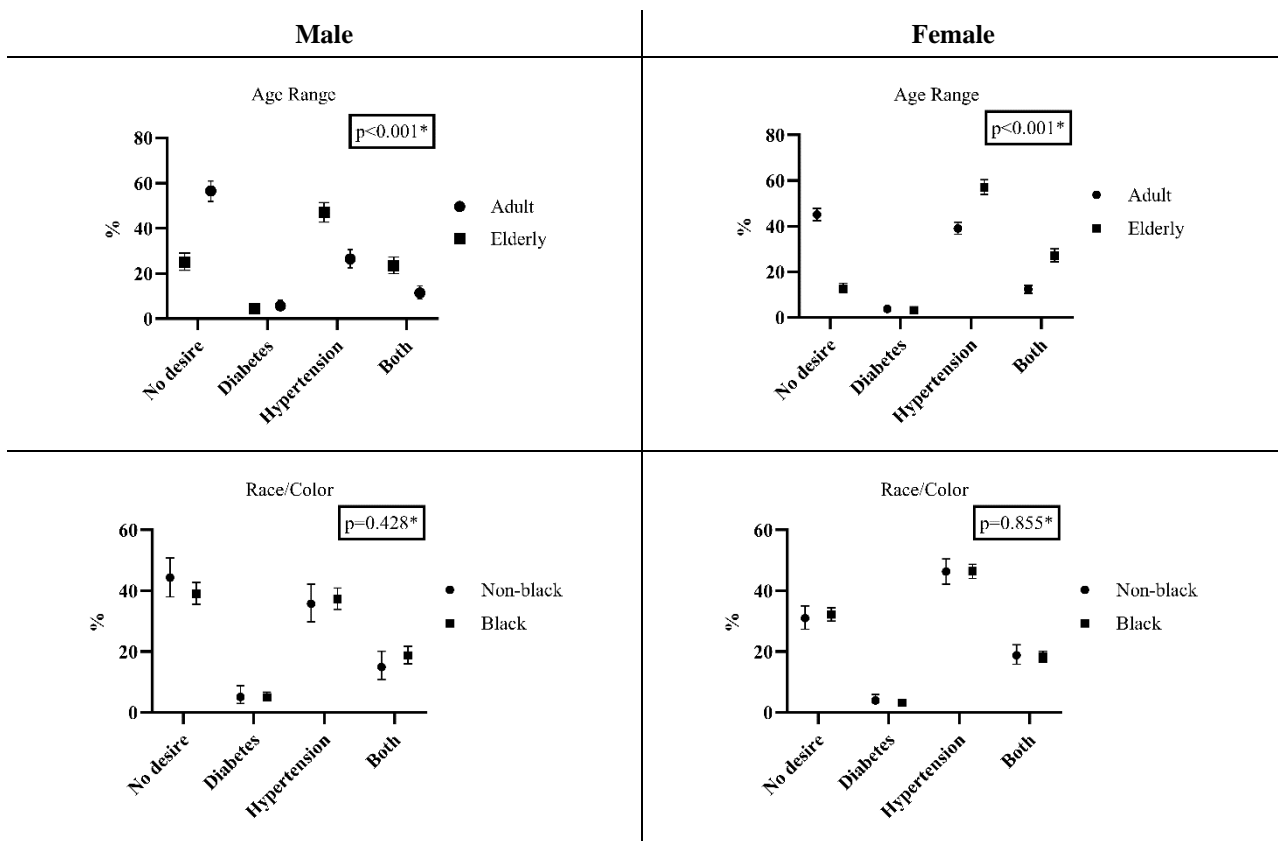 Male
Female
Age Range
p<0.001*
80
60
40
20
0
%
No desire
Diabetes
Hypertension
Both
Adult
Elderly
Age Range
p<0.001*
80
60
40
20
0
%
No desire
Diabetes
Hypertension
Both
Adult
Elderly
Race/Color
p=0.428*
60
40
20
0
%
No desire
Diabetes
Hypertension
Both
Non-black
Black
Race/Color
p=0.855*
60
40
20
0
%
No desire
Diabetes
Hypertension
Both
Non-black
Black